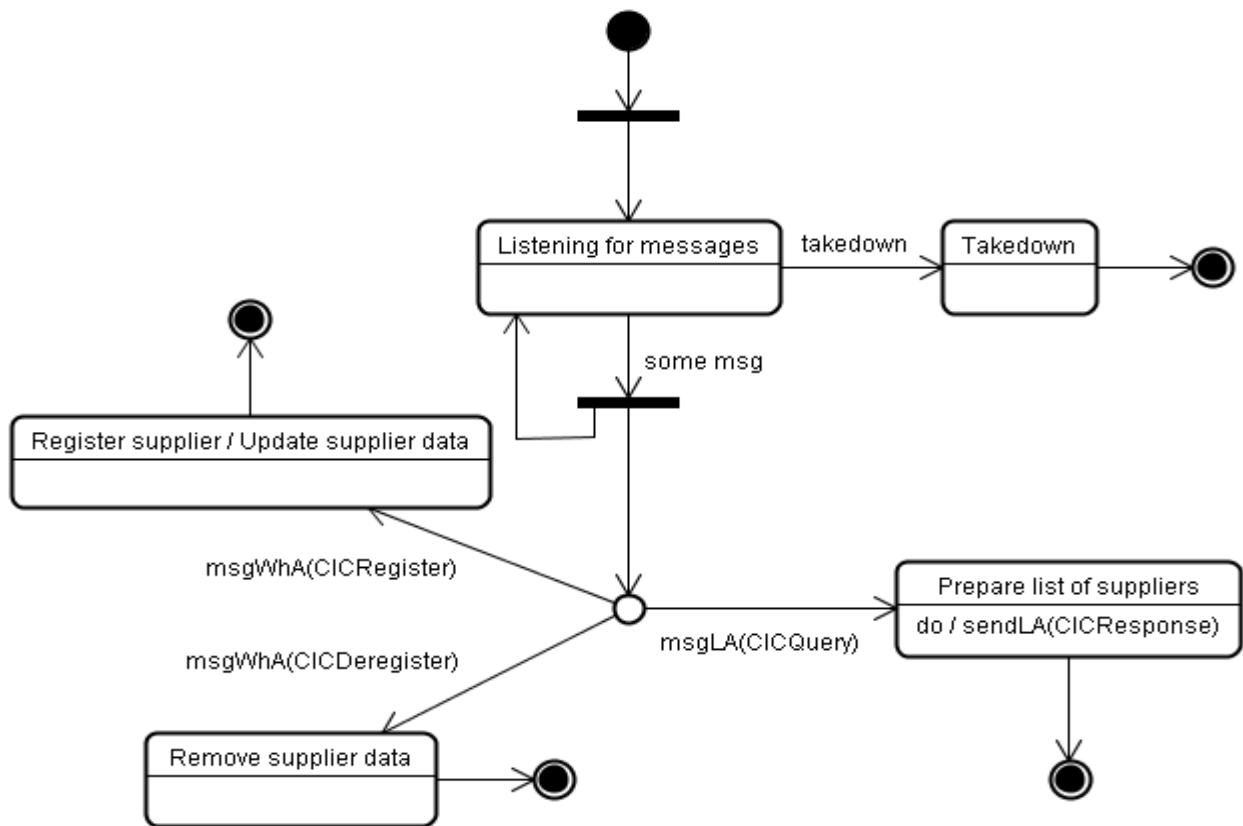 Listening for messages
takedown
Takedown
some msg
Register supplier / Update supplier data
msgWhA(CICRegister)
Prepare list of suppliers
do / sendLA(CICResponse)
msgLA(CICQuery)
msgWhA(CICDeregister)
Remove supplier data